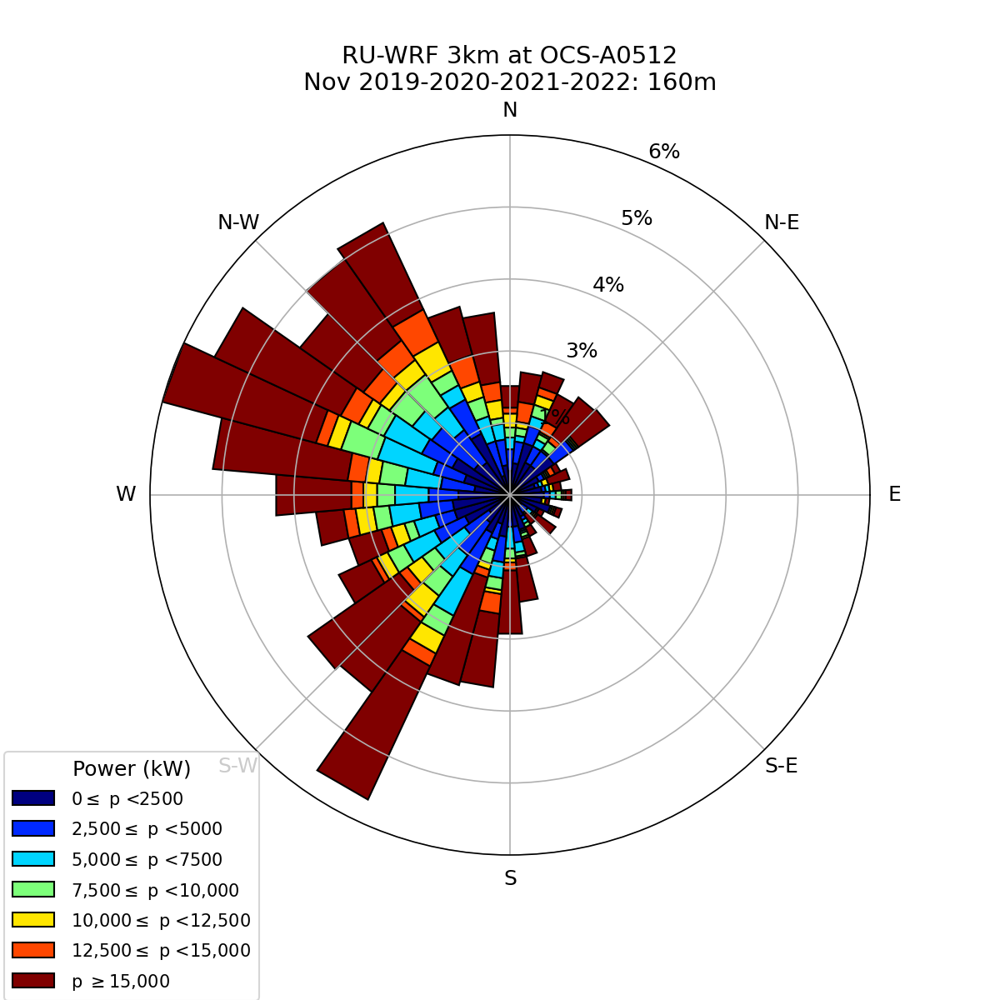 RU-WRF 3km at OCS-A0512
Nov 2019-2020-2021-2022: 160m
N
6%
N-W
N-E
5%
4%
3%
W
E
S-W
S-E
S
Power (kW)
0≤ p <2500
2,500≤ p <5000
5,000≤ p <7500
7,500≤ p <10,000
10,000≤ p <12,500
12,500≤ p <15,000
p ≥15,000